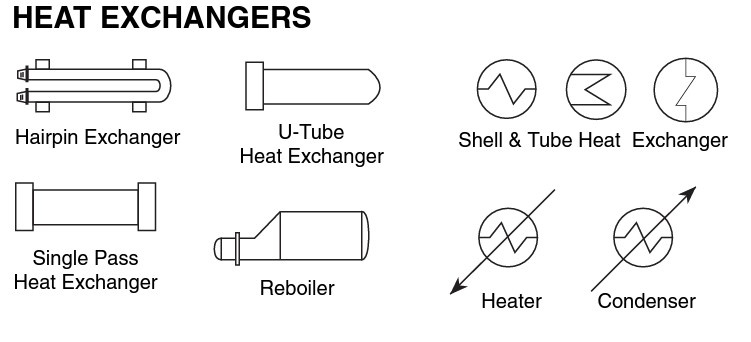 HEAT EXCHANGERS
Hairpin Exchanger
U-Tube
Heat Exchanger
Shell & Tube Heat Exchanger
Single Pass
Heat Exchanger
Reboiler
Heater
Condenser